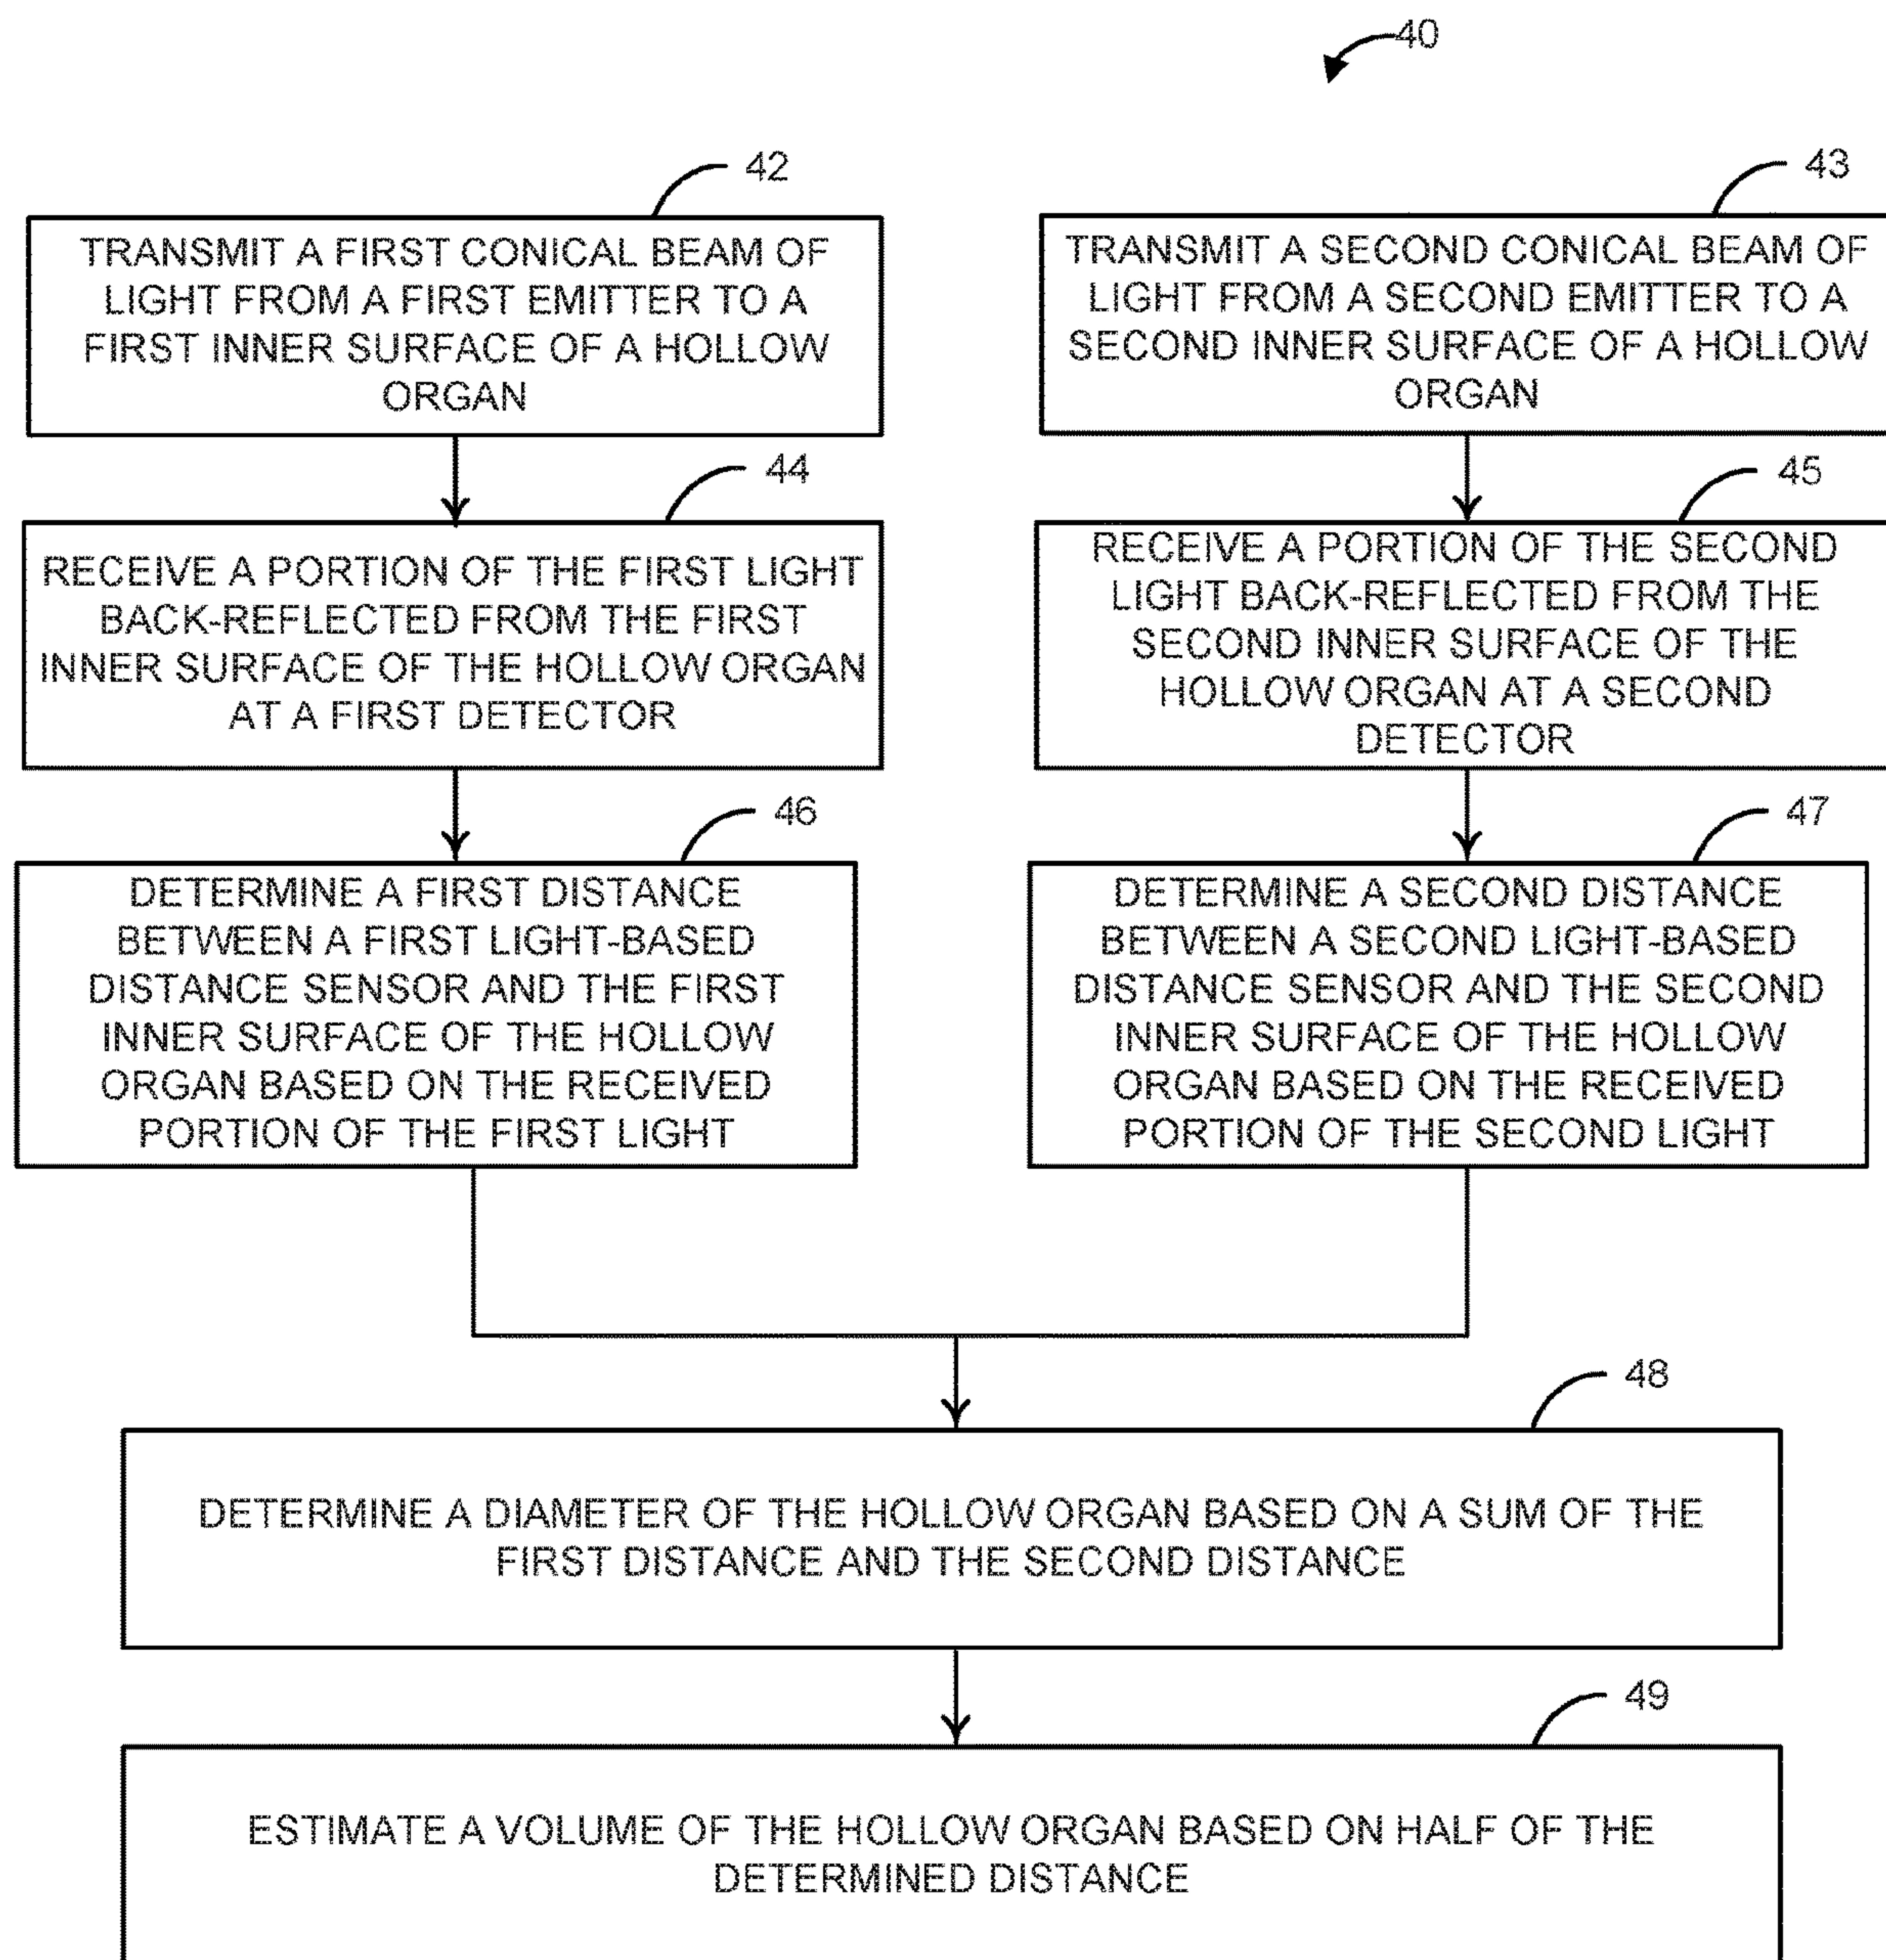 40
42
TRANSMIT A FIRST CONICAL BEAM OF
LIGHT FROM A FIRST EMITTER TO A
FIRST INNER SURFACE OF A HOLLOW
ORGAN
43
TRANSMIT A SECOND CONICAL BEAM OF
LIGHT FROM A SECOND EMITTER TO A
SECOND INNER SURFACE OF A HOLLOW
ORGAN
44
RECEIVE A PORTION OF THE FIRST LIGHT
BACK-REFLECTED FROM THE FIRST
INNER SURFACE OF THE HOLLOW ORGAN
AT A FIRST DETECTOR
45
RECEIVE A PORTION OF THE SECOND
LIGHT BACK-REFLECTED FROM THE
SECOND INNER SURFACE OF THE
HOLLOW ORGAN AT A SECOND
DETECTOR
46
DETERMINE A FIRST DISTANCE
BETWEEN A FIRST LIGHT-BASED
DISTANCE SENSOR AND THE FIRST
INNER SURFACE OF THE HOLLOW
ORGAN BASED ON THE RECEIVED
PORTION OF THE FIRST LIGHT
47
DETERMINE A SECOND DISTANCE
BETWEEN A SECOND LIGHT-BASED
DISTANCE SENSOR AND THE SECOND
INNER SURFACE OF THE HOLLOW
ORGAN BASED ON THE RECEIVED
PORTION OF THE SECOND LIGHT
48
DETERMINE A DIAMETER OF THE HOLLOW ORGAN BASED ON A SUM OF THE
FIRST DISTANCE AND THE SECOND DISTANCE
49
ESTIMATE A VOLUME OF THE HOLLOW ORGAN BASED ON HALF OF THE
DETERMINED DISTANCE